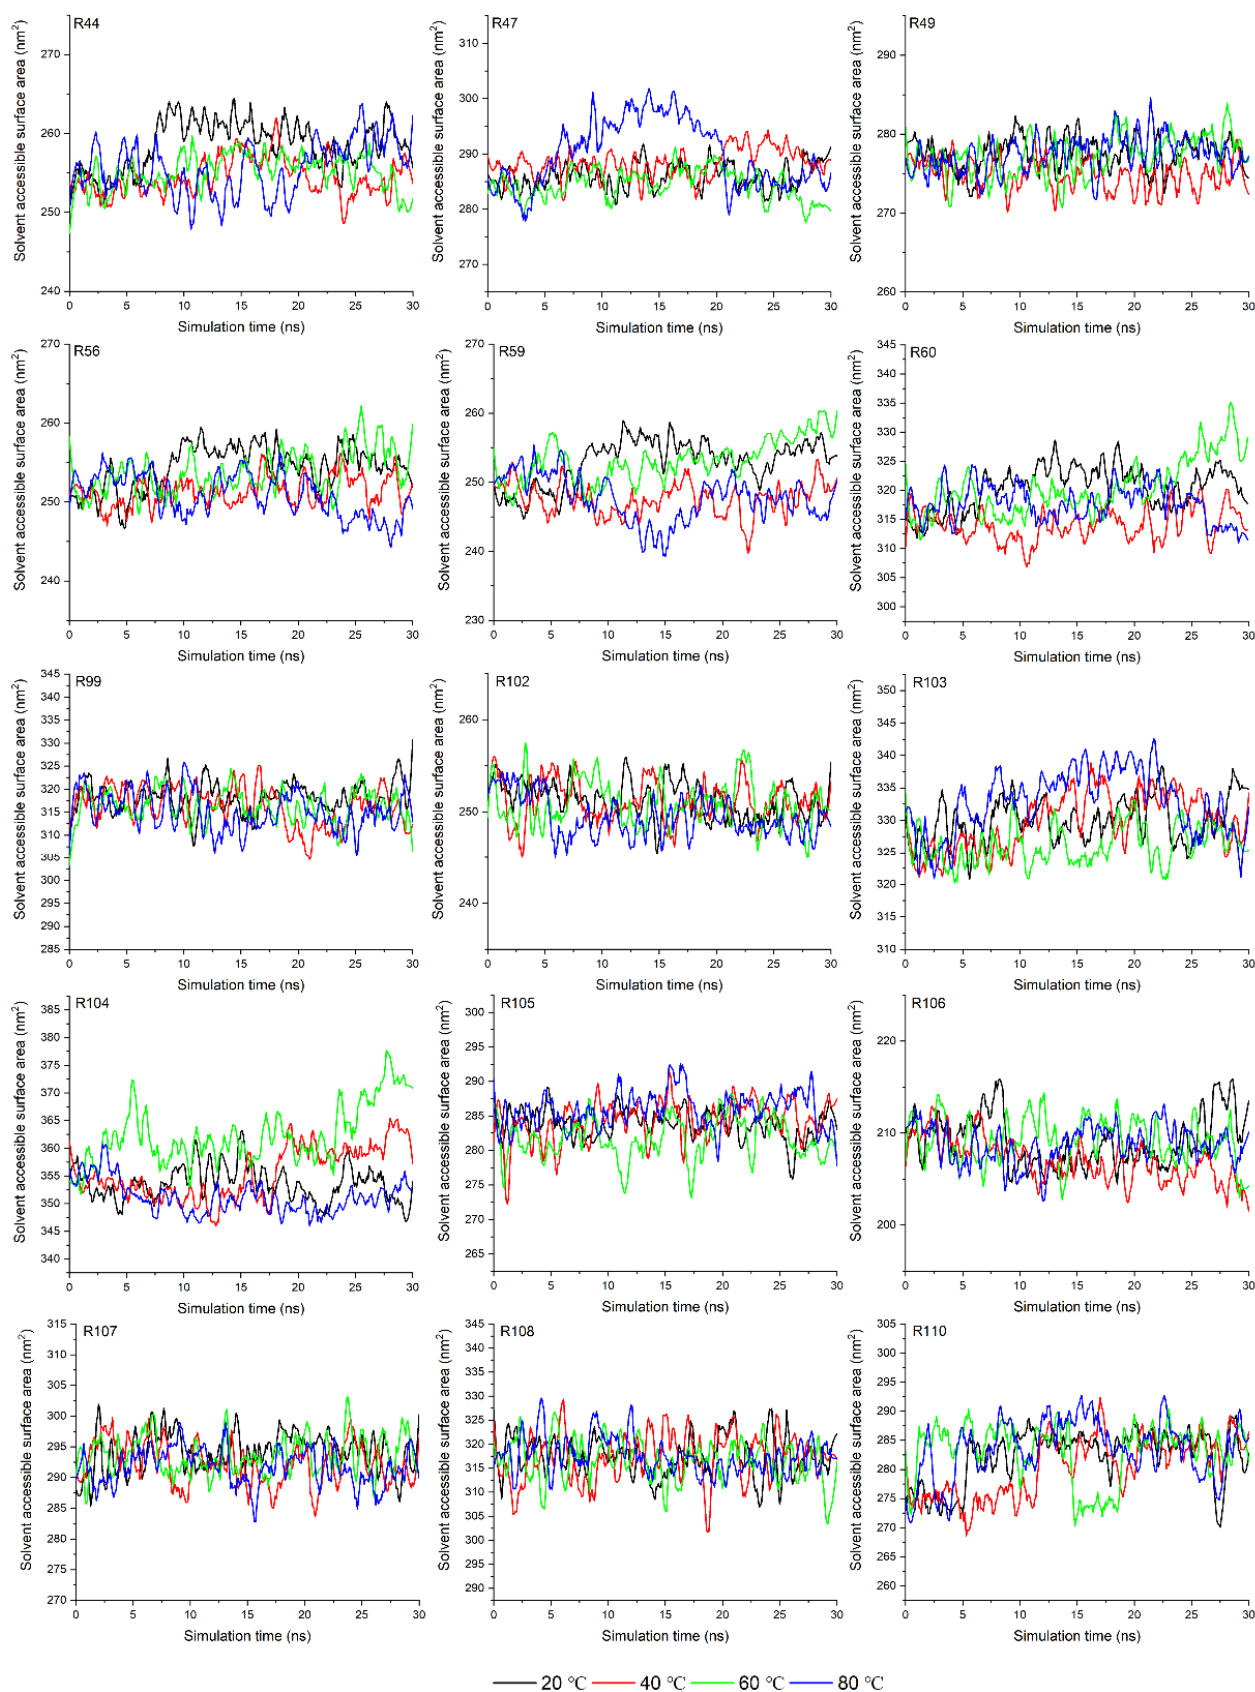 R44
Solvent accessible surface area (nm²)
270
260
250
240
0 5 10 15 20 25 30
Simulation time (ns)
R47
Solvent accessible surface area (nm²)
310
300
290
280
270
0 5 10 15 20 25 30
Simulation time (ns)
R49
Solvent accessible surface area (nm²)
290
280
270
260
0 5 10 15 20 25 30
Simulation time (ns)
R56
Solvent accessible surface area (nm²)
270
260
250
240
0 5 10 15 20 25 30
Simulation time (ns)
R59
Solvent accessible surface area (nm²)
270
260
250
240
230
0 5 10 15 20 25 30
Simulation time (ns)
R60
Solvent accessible surface area (nm²)
345
340
335
330
325
320
315
310
305
300
0 5 10 15 20 25 30
Simulation time (ns)
R99
Solvent accessible surface area (nm²)
345
340
335
330
325
320
315
310
305
300
295
290
285
0 5 10 15 20 25 30
Simulation time (ns)
R102
Solvent accessible surface area (nm²)
260
250
240
0 5 10 15 20 25 30
Simulation time (ns)
R103
Solvent accessible surface area (nm²)
350
345
340
335
330
325
320
315
310
0 5 10 15 20 25 30
Simulation time (ns)
R104
Solvent accessible surface area (nm²)
385
380
375
370
365
360
355
350
345
340
0 5 10 15 20 25 30
Simulation time (ns)
R105
Solvent accessible surface area (nm²)
300
295
290
285
280
275
270
265
0 5 10 15 20 25 30
Simulation time (ns)
R106
Solvent accessible surface area (nm²)
220
210
200
0 5 10 15 20 25 30
Simulation time (ns)
R107
Solvent accessible surface area (nm²)
315
310
305
300
295
290
285
280
275
270
0 5 10 15 20 25 30
Simulation time (ns)
R108
Solvent accessible surface area (nm²)
345
340
335
330
325
320
315
310
305
300
295
290
0 5 10 15 20 25 30
Simulation time (ns)
R110
Solvent accessible surface area (nm²)
305
300
295
290
285
280
275
270
265
260
0 5 10 15 20 25 30
Simulation time (ns)
20 ℃ 40 ℃ 60 ℃ 80 ℃